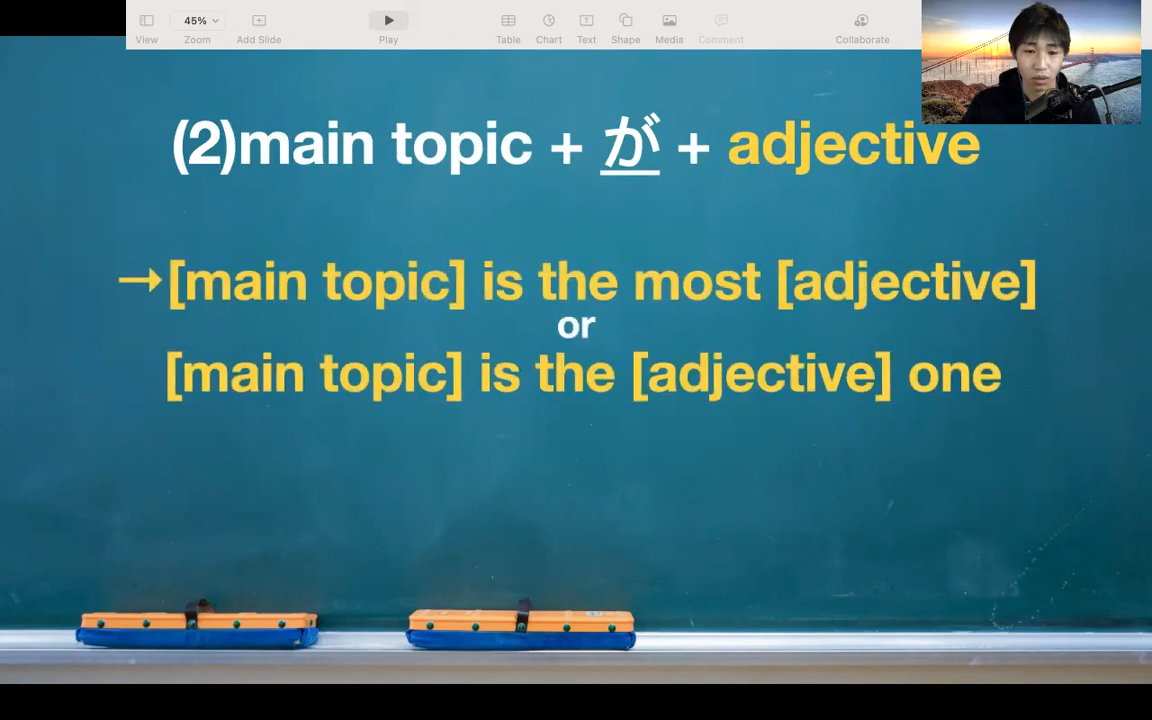 45%
View
Zoom
Add Slide
Play
Table
Chart
Text
Shape
Media
Comment
Collaborate
(2)main topic + が + adjective
→[main topic] is the most [adjective]
or
[main topic] is the [adjective] one